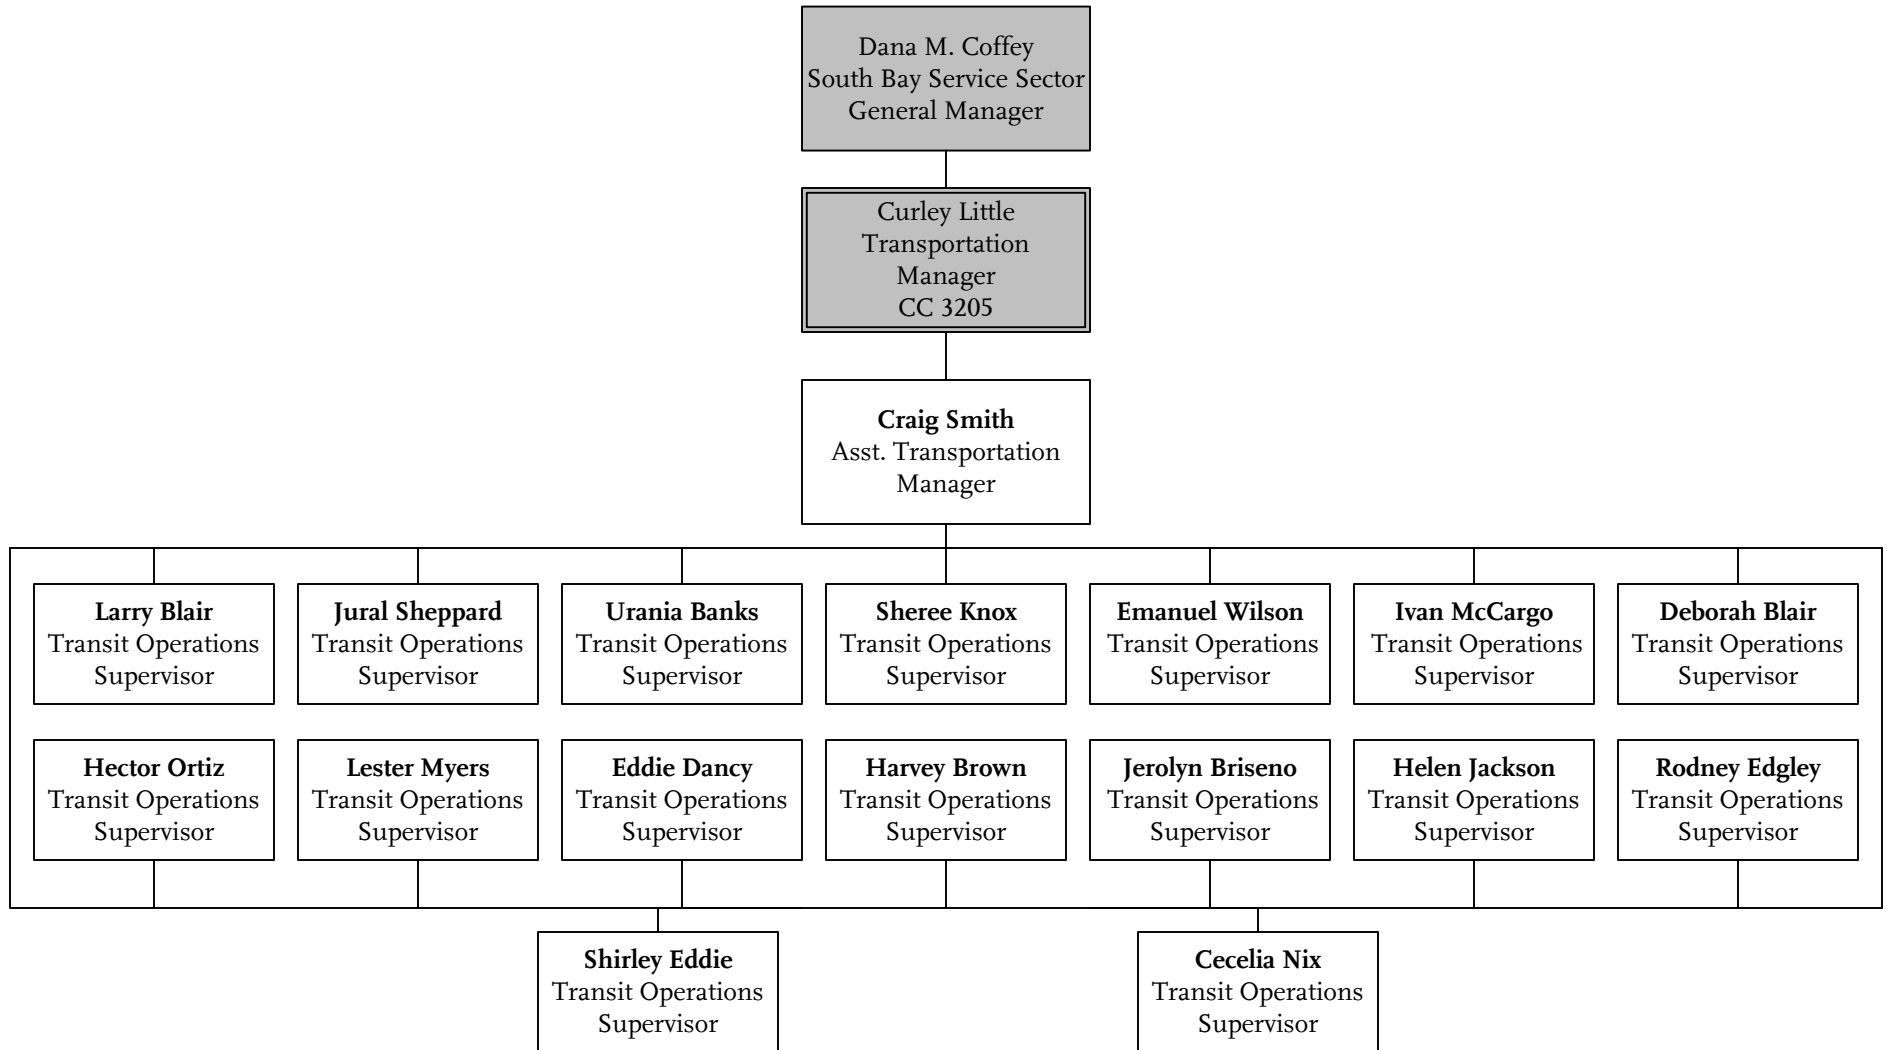 Dana M. Coffey
South Bay Service Sector
General Manager
Curley Little
Transportation
Manager
CC 3205
Craig Smith
Asst. Transportation
Manager
Larry Blair
Transit Operations
Supervisor
Jural Sheppard
Transit Operations
Supervisor
Urania Banks
Transit Operations
Supervisor
Sheree Knox
Transit Operations
Supervisor
Emanuel Wilson
Transit Operations
Supervisor
Ivan McCargo
Transit Operations
Supervisor
Deborah Blair
Transit Operations
Supervisor
Hector Ortiz
Transit Operations
Supervisor
Lester Myers
Transit Operations
Supervisor
Eddie Dancy
Transit Operations
Supervisor
Harvey Brown
Transit Operations
Supervisor
Jerolyn Briseno
Transit Operations
Supervisor
Helen Jackson
Transit Operations
Supervisor
Rodney Edgley
Transit Operations
Supervisor
Shirley Eddie
Transit Operations
Supervisor
Cecelia Nix
Transit Operations
Supervisor